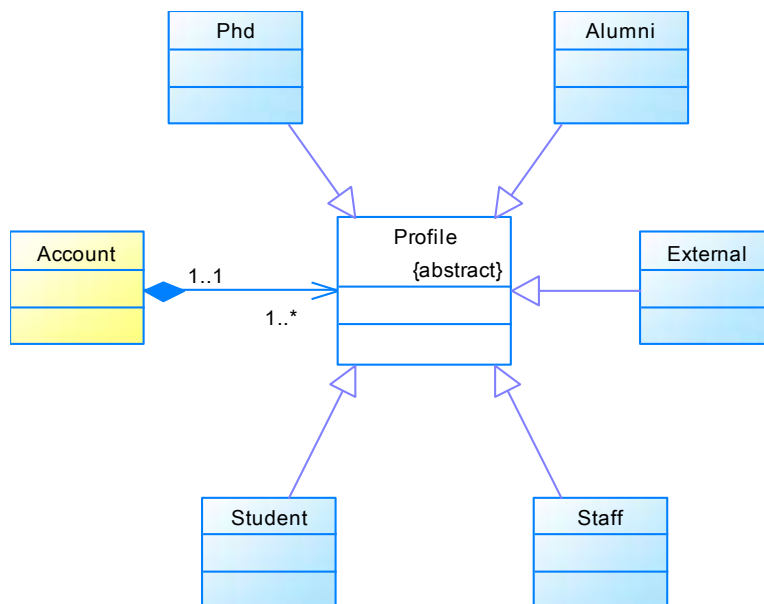 Phd
Alumni
Profile
{abstract}
Account
1..1
1..*
External
Student
Staff